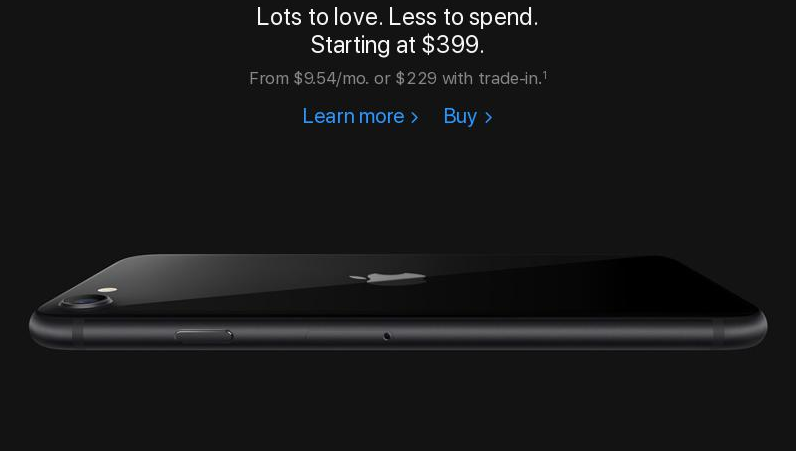 Lots to love. Less to spend.
Starting at $399.
From $9.54/mo. or $229 with trade-in.¹
Learn more > Buy >